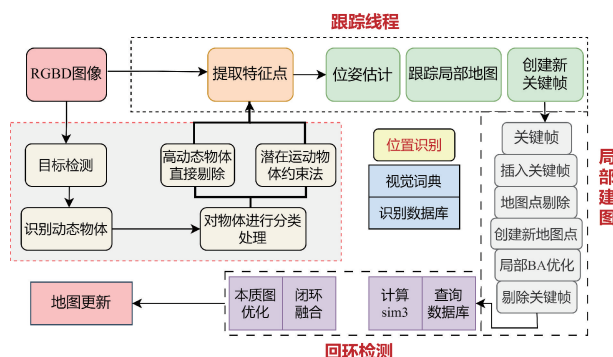 跟踪线程
RGBD图像
提取特征点
位姿估计
跟踪局部地图
创建新
关键帧
目标检测
高动态物体
直接剔除
潜在运动物
体约束法
识别动态物体
对物体进行分类
处理
位置识别
视觉词典
识别数据库
关键帧
插入关键帧
地图点剔除
创建新地图点
局部BA优化
剔除关键帧
局部建图
地图更新
本质图
优化
闭环
融合
计算
sim3
查询
数据库
回环检测